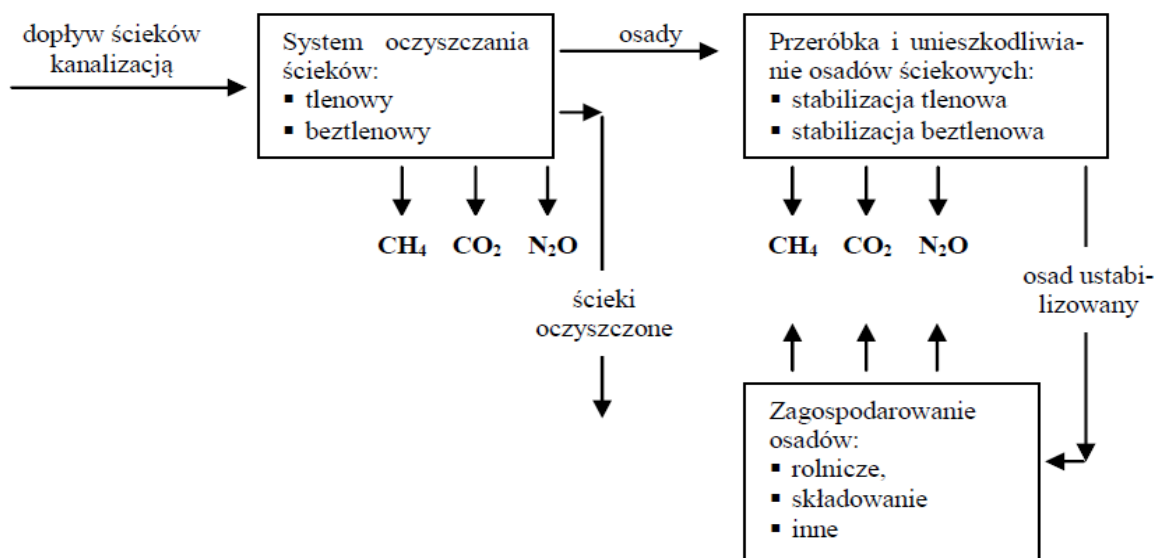 dopływ ścieków
kanalizacją
System oczyszczania
ścieków:
▪ tlenowy
▪ beztlenowy
osady
Przeróbka i unieszkodliwia-
nie osadów ściekowych:
▪ stabilizacja tlenowa
▪ stabilizacja beztlenowa
CH₄ CO₂ N₂O
ścieki
oczyszczone
CH₄ CO₂ N₂O
osad ustabi-
lizowany
Zagospodarowanie
osadów:
▪ rolnicze,
▪ składowanie
▪ inne